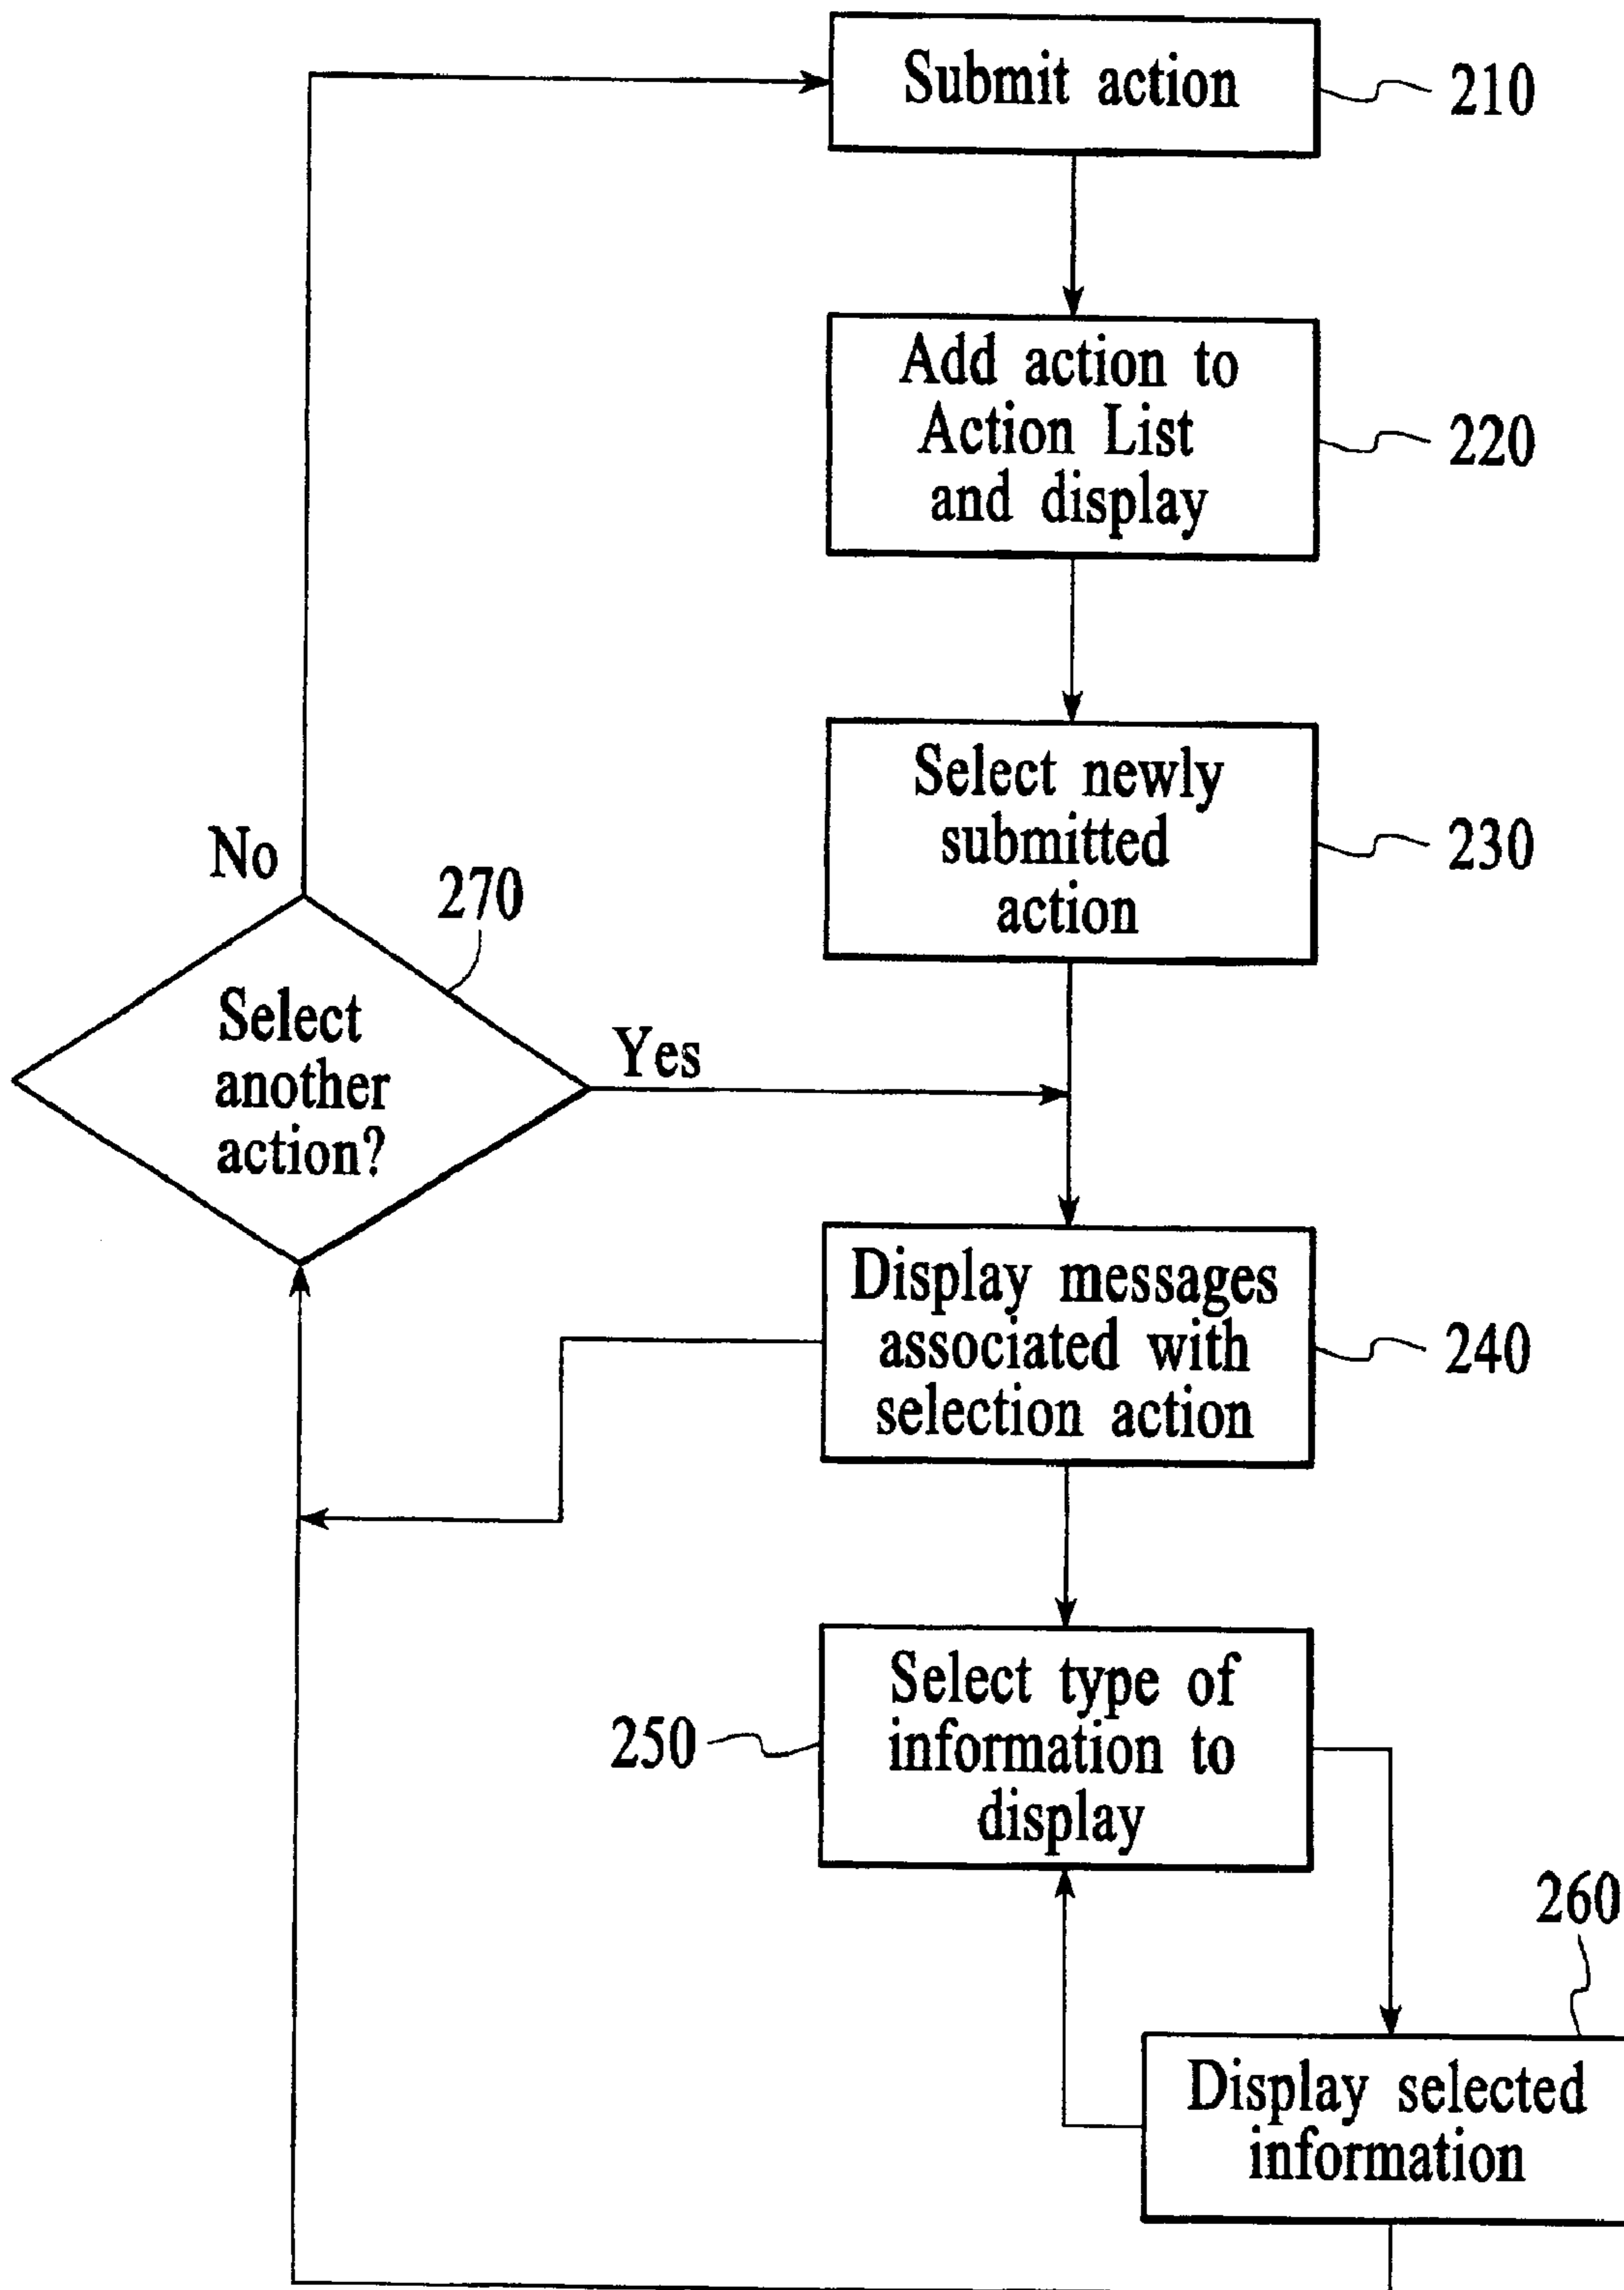 Submit action
210
Add action to
Action List
and display
220
Select newly
submitted
action
230
No
270
Select
another
action?
Yes
Display messages
associated with
selection action
240
Select type of
information to
display
250
260
Display selected
information